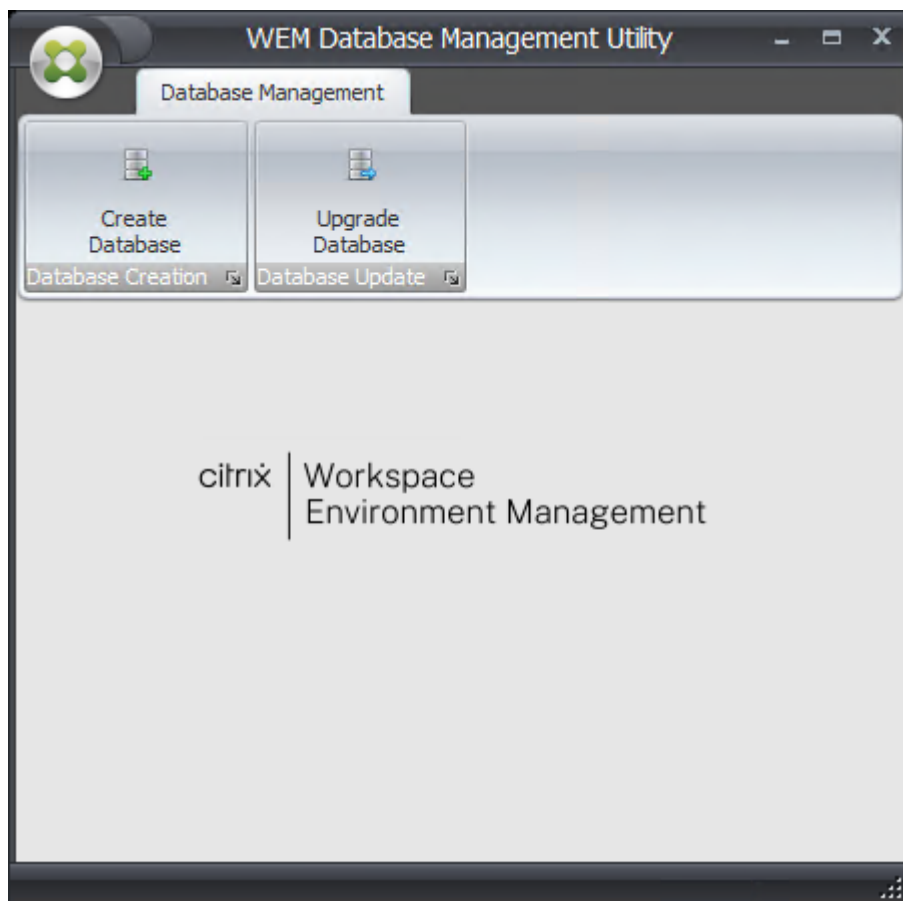 WEM Database Management Utility
Database Management
Create
Database
Upgrade
Database
Database Creation
Database Update
citrix
Workspace
Environment Management